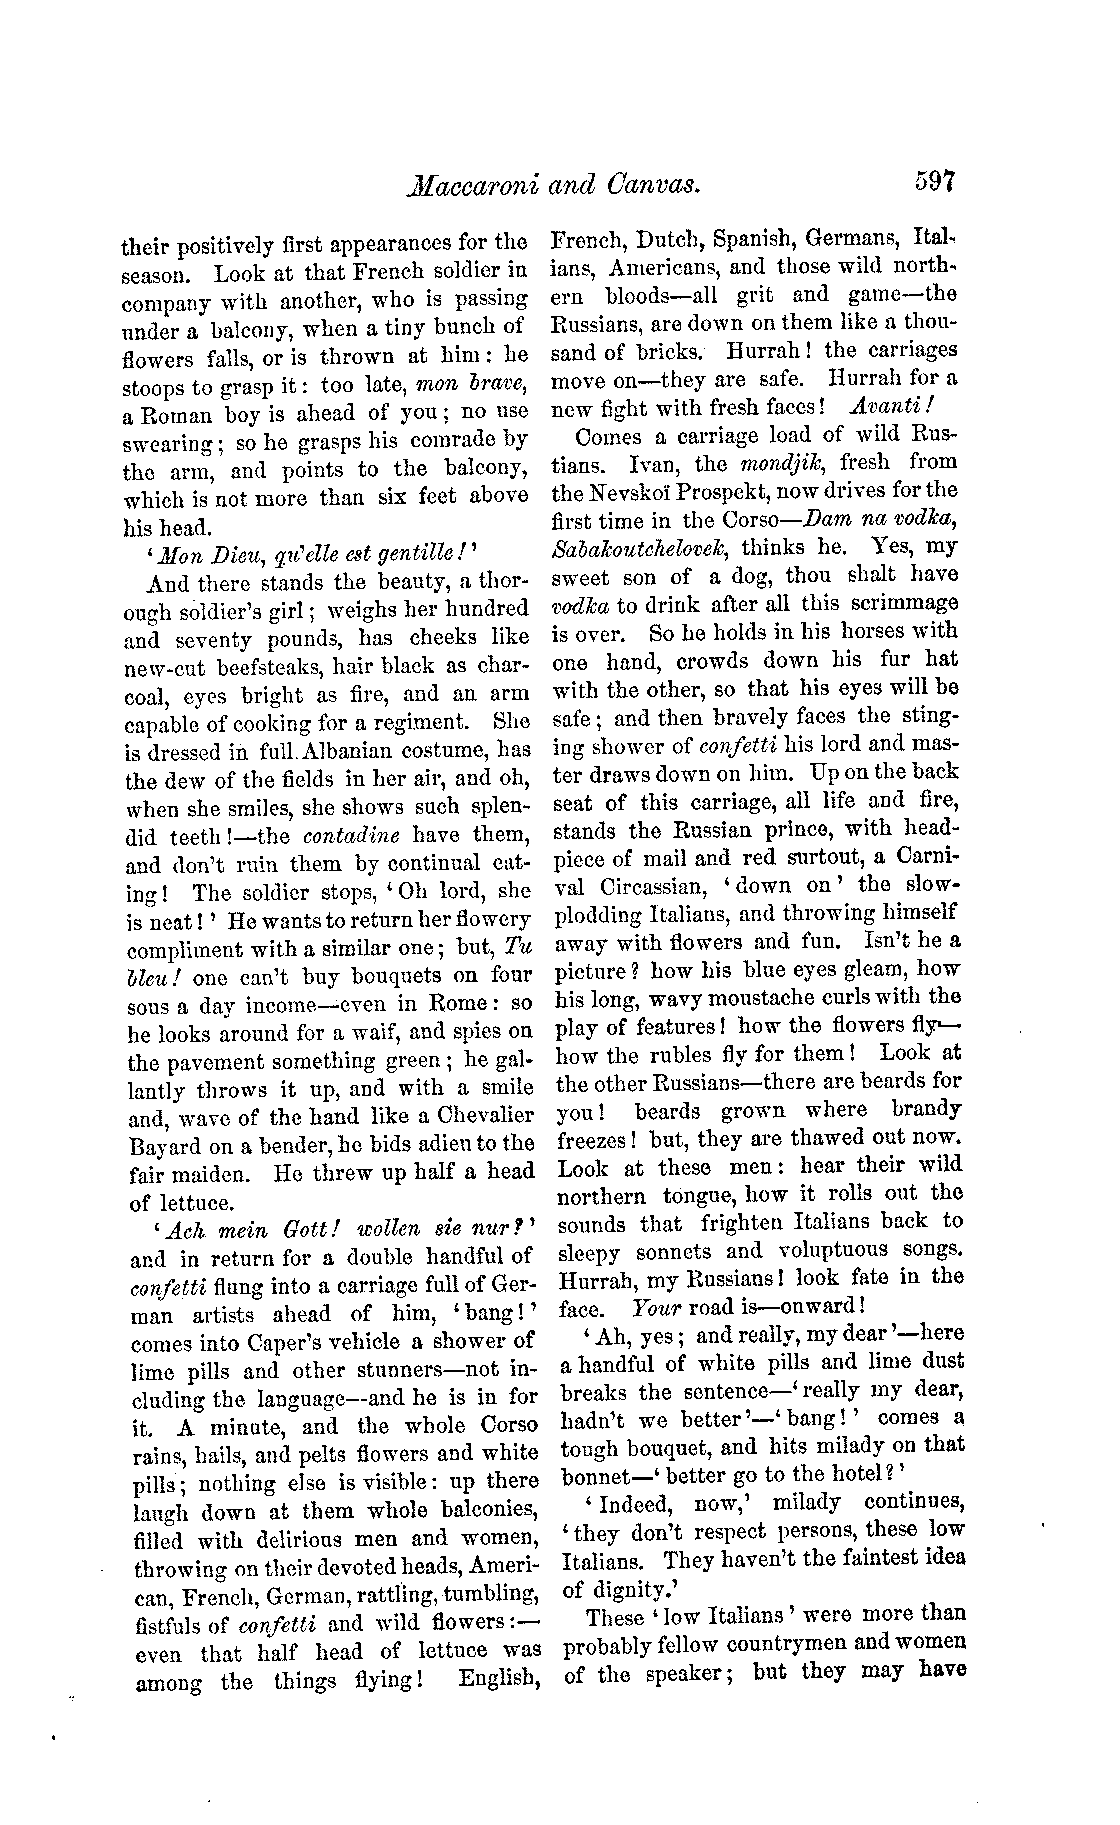 Maccaroni and Canvas. 597
their positively first appearances for the
season. Look at that French soldier in
company with another, who is passing
under a balcony, when a tiny bunch of
flowers falls, or is thrown at him: he
stoops to grasp it: too late, mon brave,
a Roman boy is ahead of you; no use
swearing; so he grasps his comrade by
the arm, and points to the balcony,
which is not more than six feet above
his head.
‘Mon Dieu, qu'elle est gentille!’
And there stands the beauty, a thor-
ough soldier's girl; weighs her hundred
and seventy pounds, has cheeks like
new-cut beefsteaks, hair black as char-
coal, eyes bright as fire, and an arm
capable of cooking for a regiment. She
is dressed in full Albanian costume, has
the dew of the fields in her air, and oh,
when she smiles, she shows such splen-
did teeth!—the contadine have them,
and don't ruin them by continual eat-
ing! The soldier stops, ‘Oh lord, she
is neat!’ He wants to return her flowery
compliment with a similar one; but, Tu
bleu! one can't buy bouquets on four
sous a day income—even in Rome: so
he looks around for a waif, and spies on
the pavement something green; he gal-
lantly throws it up, and with a smile
and, wave of the hand like a Chevalier
Bayard on a bender, he bids adieu to the
fair maiden. He threw up half a head
of lettuce.
‘Ach mein Gott! wollen sie nur?’
and in return for a double handful of
confetti flung into a carriage full of Ger-
man artists ahead of him, ‘bang!’
comes into Caper's vehicle a shower of
lime pills and other stunners—not in-
cluding the language—and he is in for
it. A minute, and the whole Corso
rains, hails, and pelts flowers and white
pills; nothing else is visible: up there
laugh down at them whole balconies,
filled with delirious men and women,
throwing on their devoted heads, Ameri-
can, French, German, rattling, tumbling,
fistfuls of confetti and wild flowers:—
even that half head of lettuce was
among the things flying! English,
French, Dutch, Spanish, Germans, Ital-
ians, Americans, and those wild north-
ern bloods—all grit and game—the
Russians, are down on them like a thou-
sand of bricks. Hurrah! the carriages
move on—they are safe. Hurrah for a
new fight with fresh faces! Avanti!
Comes a carriage load of wild Rus-
tians. Ivan, the mondjik, fresh from
the Nevskoï Prospekt, now drives for the
first time in the Corso—Dam na vodka,
Sabakoutchelovek, thinks he. Yes, my
sweet son of a dog, thou shalt have
vodka to drink after all this scrimmage
is over. So he holds in his horses with
one hand, crowds down his fur hat
with the other, so that his eyes will be
safe; and then bravely faces the sting-
ing shower of confetti his lord and mas-
ter draws down on him. Up on the back
seat of this carriage, all life and fire,
stands the Russian prince, with head-
piece of mail and red surtout, a Carni-
val Circassian, ‘down on’ the slow-
plodding Italians, and throwing himself
away with flowers and fun. Isn't he a
picture? how his blue eyes gleam, how
his long, wavy moustache curls with the
play of features! how the flowers fly—
how the rubles fly for them! Look at
the other Russians—there are beards for
you! beards grown where brandy
freezes! but, they are thawed out now.
Look at these men: hear their wild
northern tongue, how it rolls out the
sounds that frighten Italians back to
sleepy sonnets and voluptuous songs.
Hurrah, my Russians! look fate in the
face. Your road is—onward!
‘Ah, yes; and really, my dear’—here
a handful of white pills and lime dust
breaks the sentence—‘really my dear,
hadn't we better’—‘bang!’ comes a
tough bouquet, and hits milady on that
bonnet—‘better go to the hotel?’
‘Indeed, now,’ milady continues,
‘they don't respect persons, these low
Italians. They haven't the faintest idea
of dignity.’
These ‘low Italians’ were more than
probably fellow countrymen and women
of the speaker; but they may have